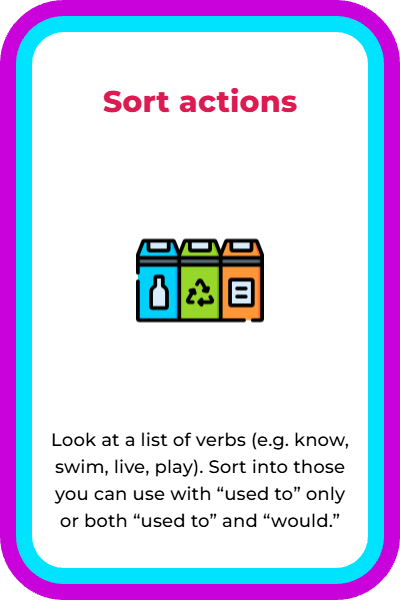 Sort actions
Look at a list of verbs (e.g. know,
swim, live, play). Sort into those
you can use with “used to” only
or both “used to” and “would.”